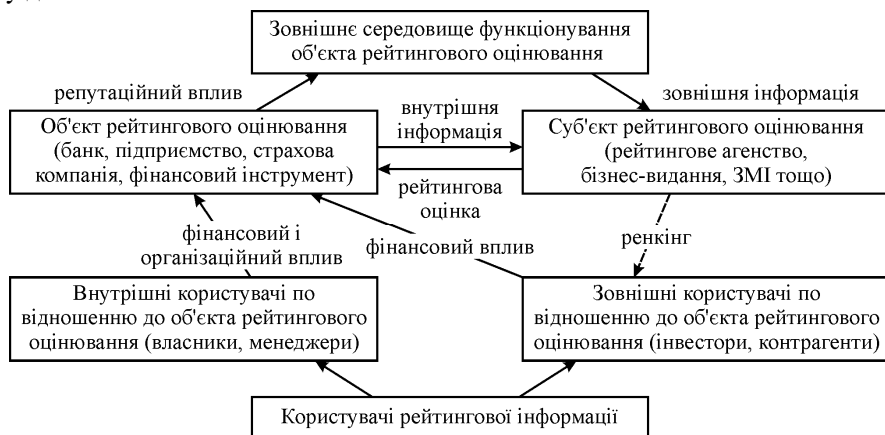 Зовнішнє середовище функціонування
об'єкта рейтингового оцінювання
репутаційний вплив
зовнішня інформація
внутрішня
інформація
Об'єкт рейтингового оцінювання
(банк, підприємство, страхова
компанія, фінансовий інструмент)
Суб'єкт рейтингового оцінювання
(рейтингове агенство,
бізнес-видання, ЗМІ тощо)
рейтингова
оцінка
фінансовий і
організаційний вплив
фінансовий вплив
ренкінг
Внутрішні користувачі по
відношенню до об'єкта рейтингового
оцінювання (власники, менеджери)
Зовнішні користувачі по
відношенню до об'єкта рейтингового
оцінювання (інвестори, контрагенти)
Користувачі рейтингової інформації